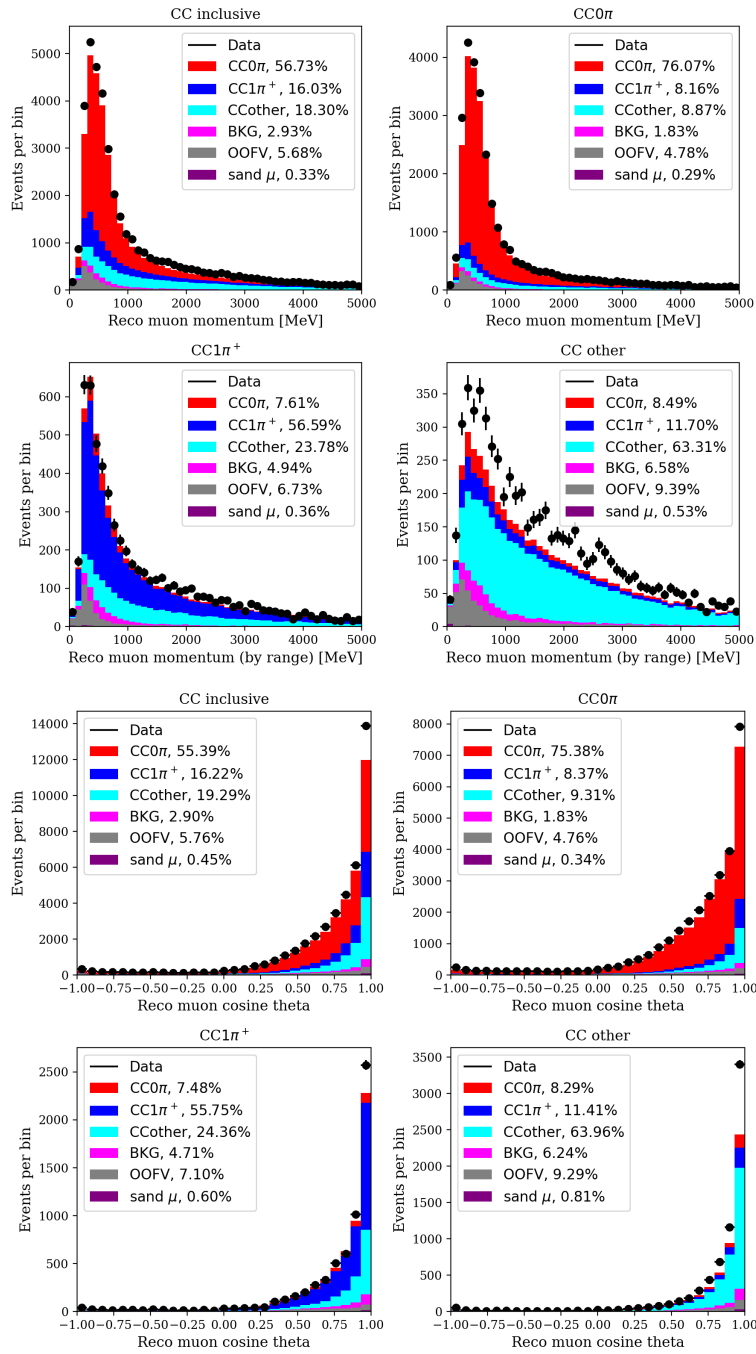 CC inclusive
Events per bin
5000
4000
3000
2000
1000
0
Data
CC0π, 56.73%
CC1π⁺, 16.03%
CCother, 18.30%
BKG, 2.93%
OOFV, 5.68%
sand μ, 0.33%
0 1000 2000 3000 4000 5000
Reco muon momentum [MeV]
CC0π
Events per bin
4000
3000
2000
1000
0
Data
CC0π, 76.07%
CC1π⁺, 8.16%
CCother, 8.87%
BKG, 1.83%
OOFV, 4.78%
sand μ, 0.29%
0 1000 2000 3000 4000 5000
Reco muon momentum [MeV]
CC1π⁺
Events per bin
600
500
400
300
200
100
0
Data
CC0π, 7.61%
CC1π⁺, 56.59%
CCother, 23.78%
BKG, 4.94%
OOFV, 6.73%
sand μ, 0.36%
0 1000 2000 3000 4000 5000
Reco muon momentum (by range) [MeV]
CC other
Events per bin
350
300
250
200
150
100
50
0
Data
CC0π, 8.49%
CC1π⁺, 11.70%
CCother, 63.31%
BKG, 6.58%
OOFV, 9.39%
sand μ, 0.53%
0 1000 2000 3000 4000 5000
Reco muon momentum (by range) [MeV]
CC inclusive
Events per bin
14000
12000
10000
8000
6000
4000
2000
0
Data
CC0π, 55.39%
CC1π⁺, 16.22%
CCother, 19.29%
BKG, 2.90%
OOFV, 5.76%
sand μ, 0.45%
−1.00 −0.75 −0.50 −0.25 0.00 0.25 0.50 0.75 1.00
Reco muon cosine theta
CC0π
Events per bin
8000
7000
6000
5000
4000
3000
2000
1000
0
Data
CC0π, 75.38%
CC1π⁺, 8.37%
CCother, 9.31%
BKG, 1.83%
OOFV, 4.76%
sand μ, 0.34%
−1.00 −0.75 −0.50 −0.25 0.00 0.25 0.50 0.75 1.00
Reco muon cosine theta
CC1π⁺
Events per bin
2500
2000
1500
1000
500
0
Data
CC0π, 7.48%
CC1π⁺, 55.75%
CCother, 24.36%
BKG, 4.71%
OOFV, 7.10%
sand μ, 0.60%
−1.00 −0.75 −0.50 −0.25 0.00 0.25 0.50 0.75 1.00
Reco muon cosine theta
CC other
Events per bin
3500
3000
2500
2000
1500
1000
500
0
Data
CC0π, 8.29%
CC1π⁺, 11.41%
CCother, 63.96%
BKG, 6.24%
OOFV, 9.29%
sand μ, 0.81%
−1.00 −0.75 −0.50 −0.25 0.00 0.25 0.50 0.75 1.00
Reco muon cosine theta